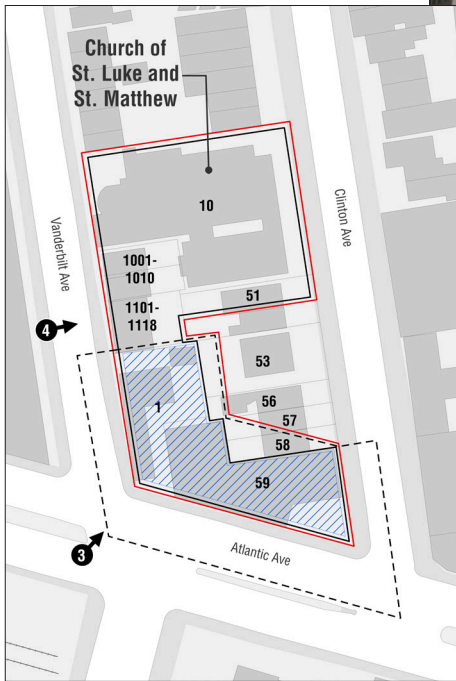 Church of
St. Luke and
St. Matthew
10
Vanderbilt Ave
Clinton Ave
1001-
1010
51
1101-
1118
4
53
56
1
57
58
59
3
Atlantic Ave